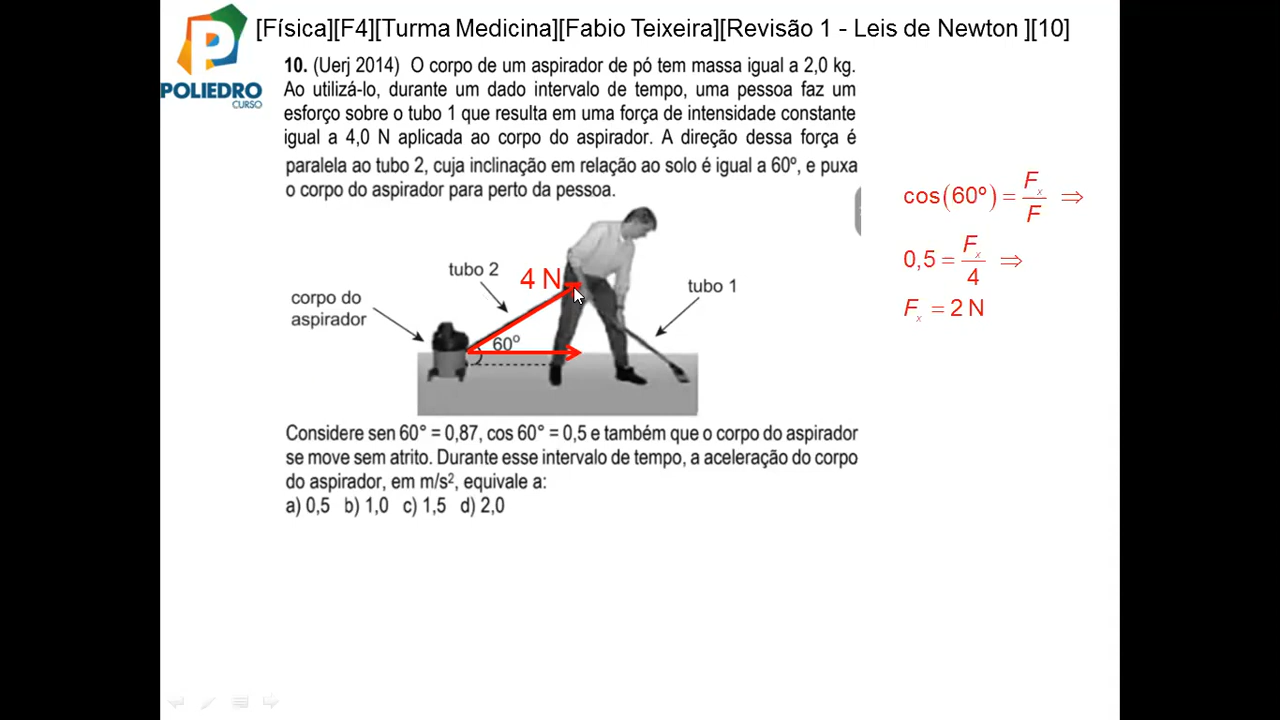 [Física][F4][Turma Medicina][Fabio Teixeira][Revisão 1 - Leis de Newton ][10]
POLIEDRO
CURSO
10. (Uerj 2014) O corpo de um aspirador de pó tem massa igual a 2,0 kg.
Ao utilizá-lo, durante um dado intervalo de tempo, uma pessoa faz um
esforço sobre o tubo 1 que resulta em uma força de intensidade constante
igual a 4,0 N aplicada ao corpo do aspirador. A direção dessa força é
paralela ao tubo 2, cuja inclinação em relação ao solo é igual a 60º, e puxa
o corpo do aspirador para perto da pessoa.
tubo 2
4 N
tubo 1
corpo do
aspirador
60º
Considere sen 60° = 0,87, cos 60° = 0,5 e também que o corpo do aspirador
se move sem atrito. Durante esse intervalo de tempo, a aceleração do corpo
do aspirador, em m/s², equivale a:
a) 0,5 b) 1,0 c) 1,5 d) 2,0
cos(60º) = Fₓ/F ⇒
0,5 = Fₓ/4 ⇒
Fₓ = 2 N